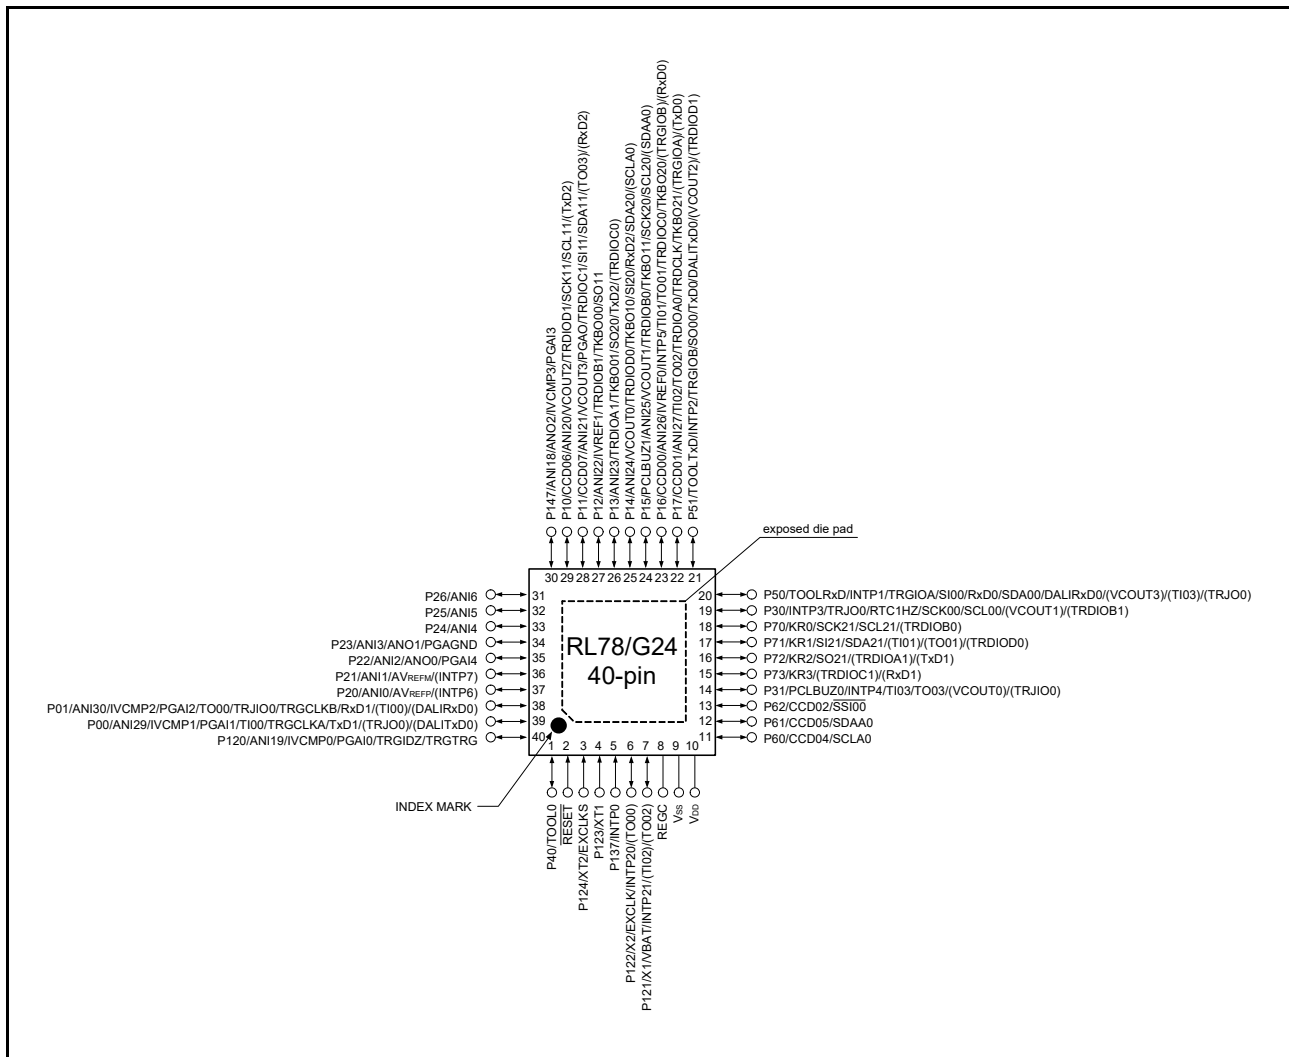 P147/ANI18/ANO2/IVCMP3/PGAI3
P10/CCD06/ANI20/VCOUT2/TRDIOD1/SCK11/SCL11/(TxD2)
P11/CCD07/ANI21/VCOUT3/PGAO/TRDIOC1/SI11/SDA11/(TO03)/(RxD2)
P12/ANI22/IVREF1/TRDIOB1/TKBO00/SO11
P13/ANI23/TRDIOA1/TKBO01/SO20/TxD2/(TRDIOC0)
P14/ANI24/VCOUT0/TRDIOD0/TKBO10/SI20/RxD2/SDA20/(SCLA0)
P15/PCLBUZ1/ANI25/VCOUT1/TRDIOB0/TKBO11/SCK20/SCL20/(SDAA0)
P16/CCD00/ANI26/IVREF0/INTP5/TI01/TO01/TRDIOC0/TKBO20/(TRGIOB)/(RxD0)
P17/CCD01/ANI27/TI02/TO02/TRDIOA0/TRDCLK/TKBO21/(TRGIOA)/(TxD0)
P51/TOOLTxD/INTP2/TRGIOB/SO00/TxD0/DALITxD0/(VCOUT2)/(TRDIOD1)
exposed die pad
30 29 28 27 26 25 24 23 22 21
P26/ANI6 31
P25/ANI5 32
P24/ANI4 33
P23/ANI3/ANO1/PGAGND 34
P22/ANI2/ANO0/PGAI4 35
P21/ANI1/AVREFM/(INTP7) 36
P20/ANI0/AVREFP/(INTP6) 37
P01/ANI30/IVCMP2/PGAI2/TO00/TRJIO0/TRGCLKB/RxD1/(TI00)/(DALIRxD0) 38
P00/ANI29/IVCMP1/PGAI1/TI00/TRGCLKA/TxD1/(TRJO0)/(DALITxD0) 39
P120/ANI19/IVCMP0/PGAI0/TRGIDZ/TRGTRG 40
RL78/G24
40-pin
20 P50/TOOLRxD/INTP1/TRGIOA/SI00/RxD0/SDA00/DALIRxD0/(VCOUT3)/(TI03)/(TRJO0)
19 P30/INTP3/TRJO0/RTC1HZ/SCK00/SCL00/(VCOUT1)/(TRDIOB1)
18 P70/KR0/SCK21/SCL21/(TRDIOB0)
17 P71/KR1/SI21/SDA21/(TI01)/(TO01)/(TRDIOD0)
16 P72/KR2/SO21/(TRDIOA1)/(TxD1)
15 P73/KR3/(TRDIOC1)/(RxD1)
14 P31/PCLBUZ0/INTP4/TI03/TO03/(VCOUT0)/(TRJIO0)
13 P62/CCD02/SSI00
12 P61/CCD05/SDAA0
11 P60/CCD04/SCLA0
1 2 3 4 5 6 7 8 9 10
INDEX MARK
P40/TOOL0
RESET
P124/XT2/EXCLKS
P123/XT1
P137/INTP0
P122/X2/EXCLK/INTP20/(TO00)
P121/X1/VBAT/INTP21/(TI02)/(TO02)
REGC
VSS
VDD